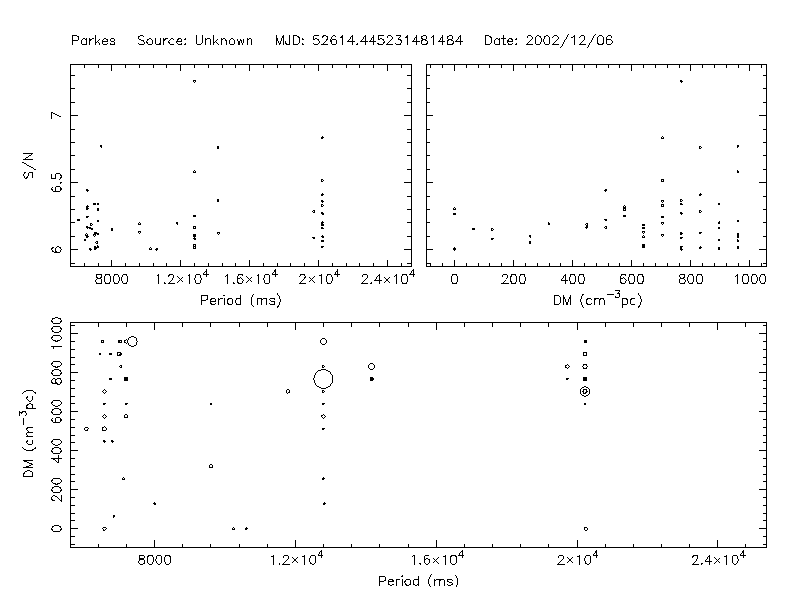 Parkes Source: Unknown MJD: 52614.445231481484 Date: 2002/12/06
S/N
7
6.5
6
8000 1.2×10⁴ 1.6×10⁴ 2×10⁴ 2.4×10⁴
Period (ms)
0 200 400 600 800 1000
DM (cm⁻³pc)
DM (cm⁻³pc)
1000
800
600
400
200
0
8000 1.2×10⁴ 1.6×10⁴ 2×10⁴ 2.4×10⁴
Period (ms)